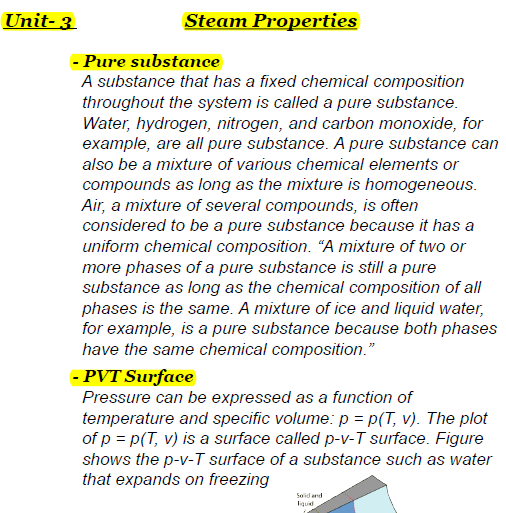 Unit- 3 Steam Properties
- Pure substance
A substance that has a fixed chemical composition
throughout the system is called a pure substance.
Water, hydrogen, nitrogen, and carbon monoxide, for
example, are all pure substance. A pure substance can
also be a mixture of various chemical elements or
compounds as long as the mixture is homogeneous.
Air, a mixture of several compounds, is often
considered to be a pure substance because it has a
uniform chemical composition. “A mixture of two or
more phases of a pure substance is still a pure
substance as long as the chemical composition of all
phases is the same. A mixture of ice and liquid water,
for example, is a pure substance because both phases
have the same chemical composition.”
- PVT Surface
Pressure can be expressed as a function of
temperature and specific volume: p = p(T, v). The plot
of p = p(T, v) is a surface called p-v-T surface. Figure
shows the p-v-T surface of a substance such as water
that expands on freezing
Solid and
liquid